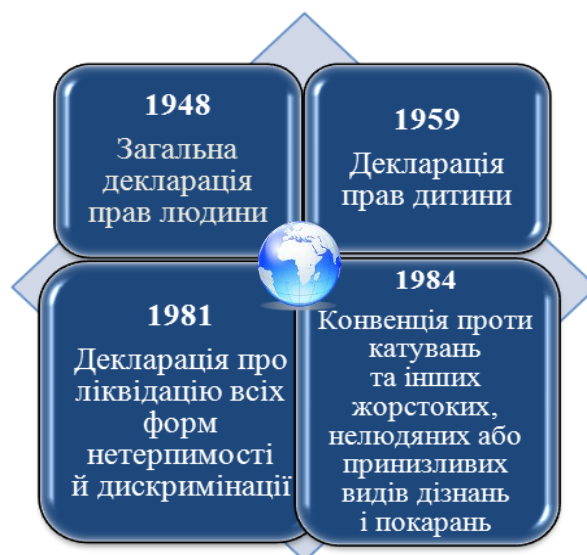 1948
Загальна
декларація
прав людини
1959
Декларація
прав дитини
1981
Декларація про
ліквідацію всіх
форм
нетерпимості
й дискримінації
1984
Конвенція проти
катувань
та інших
жорстоких,
нелюдяних або
принизливих
видів дізнань
і покарань